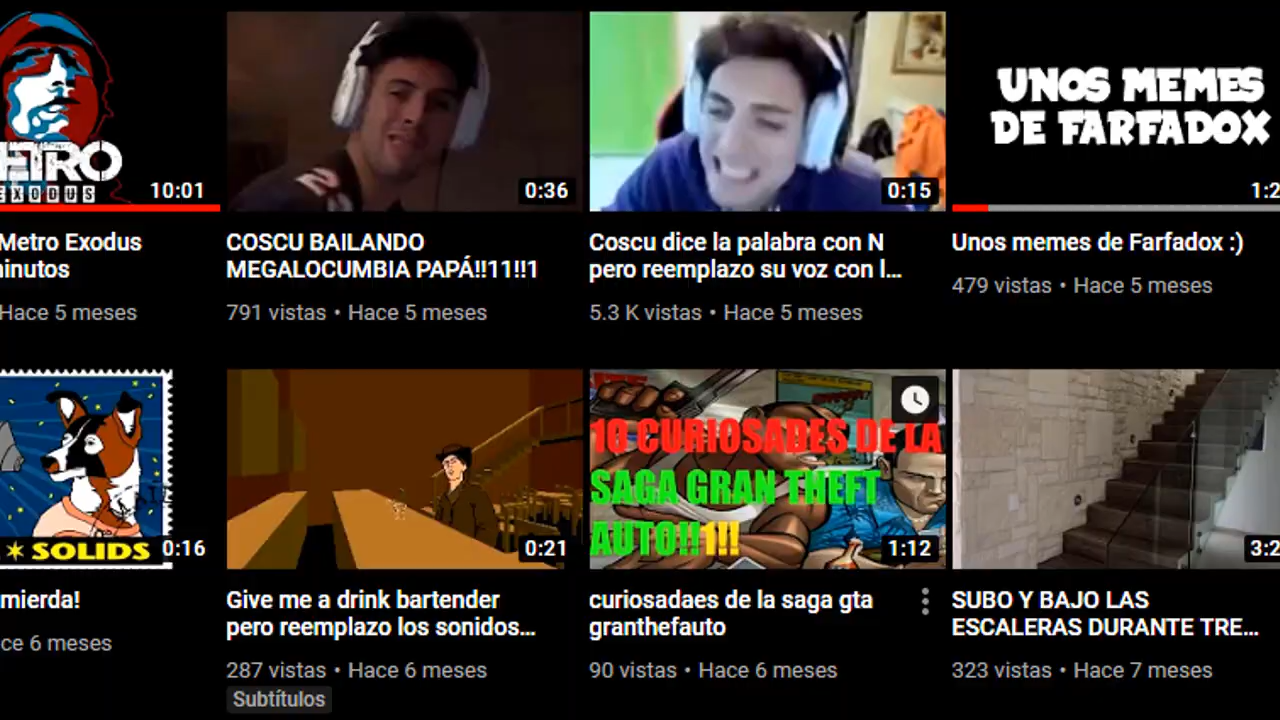 UNOS MEMES
DE FARFADOX
ETRO
EXODUS
10:01
0:36
0:15
1:2
Metro Exodus
inutos
Hace 5 meses
COSCU BAILANDO
MEGALOCUMBIA PAPÁ!!11!!1
791 vistas • Hace 5 meses
Coscu dice la palabra con N
pero reemplazo su voz con l...
5.3 K vistas • Hace 5 meses
Unos memes de Farfadox :)
479 vistas • Hace 5 meses
SOLIDS
0:16
0:21
10 CURIOSADES DE LA
SAGA GRAN THEFT
AUTO!!1!!
1:12
3:2
mierda!
ce 6 meses
Give me a drink bartender
pero reemplazo los sonidos...
287 vistas • Hace 6 meses
Subtítulos
curiosadaes de la saga gta
granthefauto
90 vistas • Hace 6 meses
SUBO Y BAJO LAS
ESCALERAS DURANTE TRE...
323 vistas • Hace 7 meses